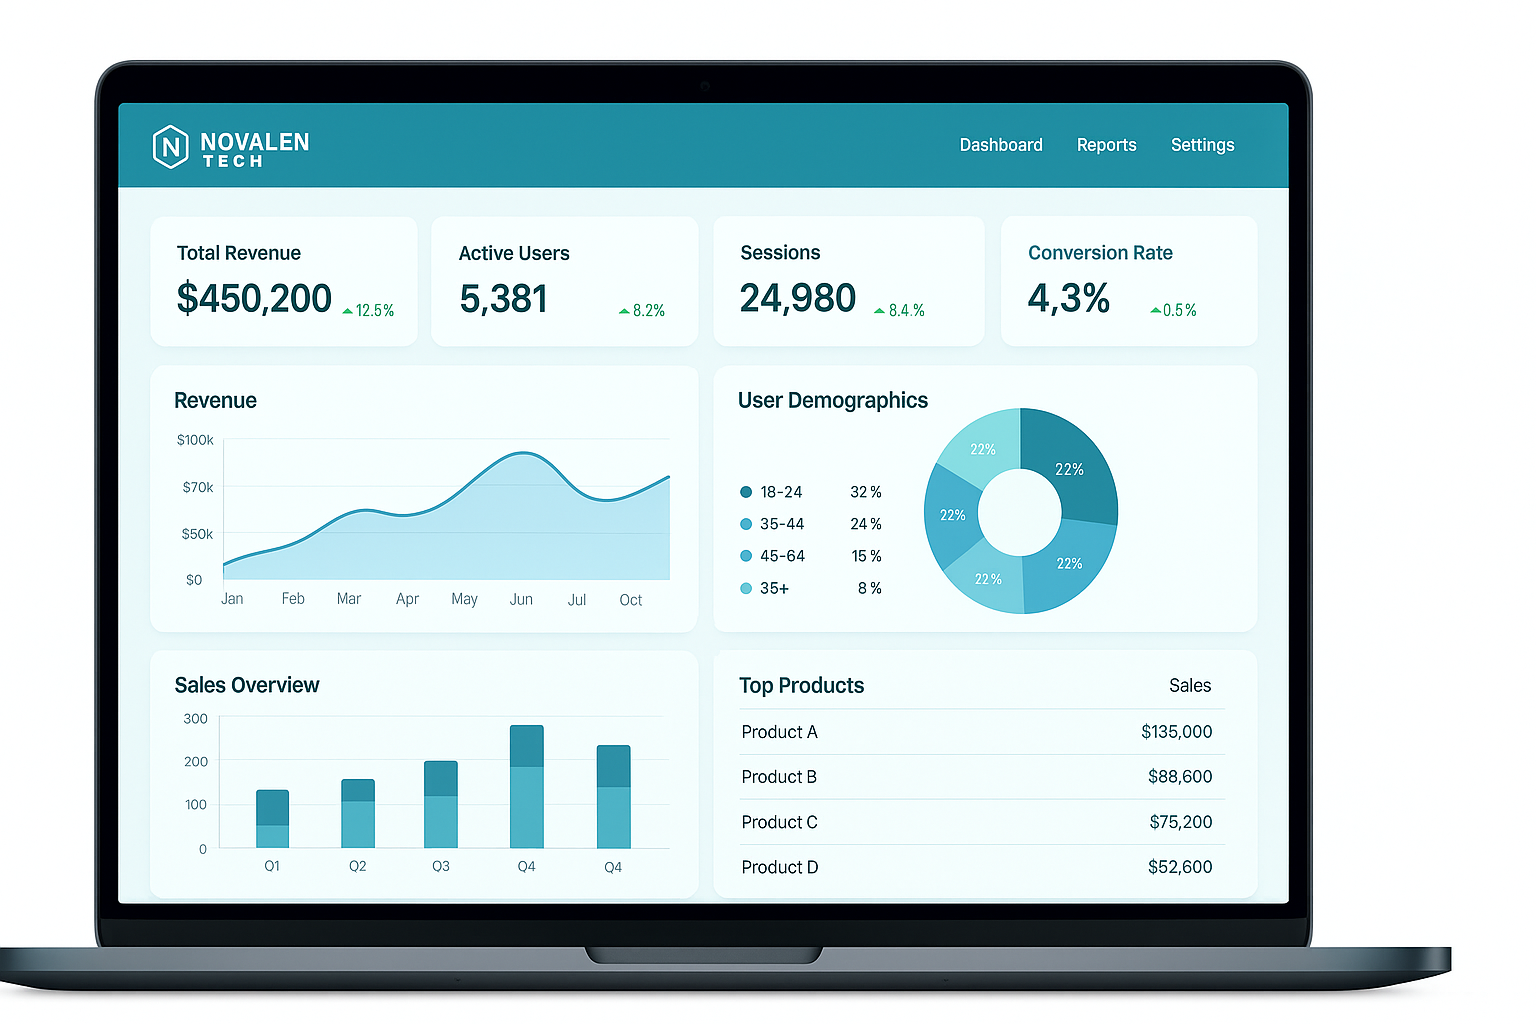 NOVALEN
TECH
Dashboard Reports Settings
Total Revenue
$450,200 12.5%
Active Users
5,381 8.2%
Sessions
24,980 8.4.%
Conversion Rate
4,3% 0.5%
Revenue
$100k
$70k
$50k
$0
Jan Feb Mar Apr May Jun Jul Oct
User Demographics
18-24 32%
35-44 24%
45-64 15%
35+ 8%
22%
22%
22%
22%
22%
Sales Overview
300
200
100
0
Q1 Q2 Q3 Q4 Q4
Top Products Sales
Product A $135,000
Product B $88,600
Product C $75,200
Product D $52,600